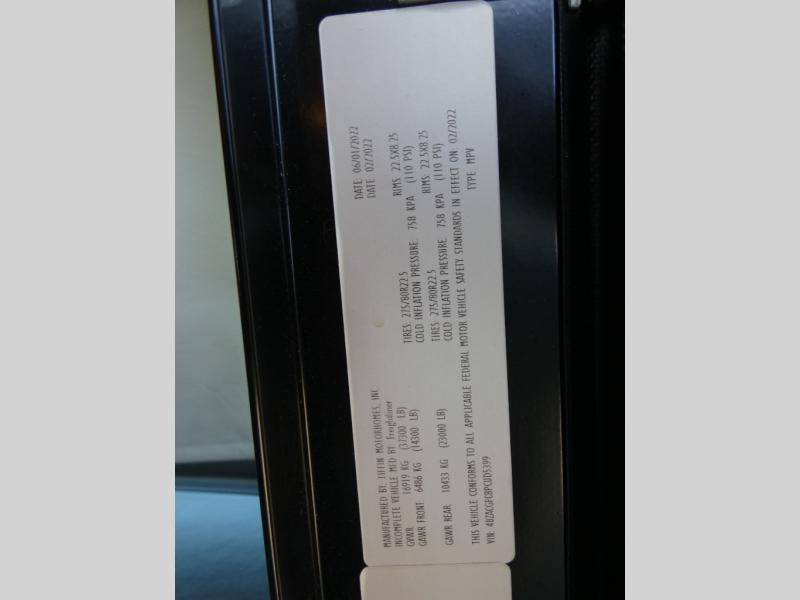 MANUFACTURED BY: TIFFIN MOTORHOMES, INC. DATE: 06/01/2022
INCOMPLETE VEHICLE MFD BY: Freightliner DATE: 02/2022
GVWR: 16919 KG (37300 LB)
GAWR FRONT: 6486 KG (14300 LB) TIRES: 275/80R22.5 RIMS: 22.5X8.25
COLD INFLATION PRESSURE: 758 KPA (110 PSI)
GAWR REAR: 10433 KG (23000 LB) TIRES: 275/80R22.5 RIMS: 22.5X8.25
COLD INFLATION PRESSURE: 758 KPA (110 PSI)
THIS VEHICLE CONFORMS TO ALL APPLICABLE FEDERAL MOTOR VEHICLE SAFETY STANDARDS IN EFFECT ON: 02/2022
VIN: 4UZACGFC8PCUD5399 TYPE: MPV